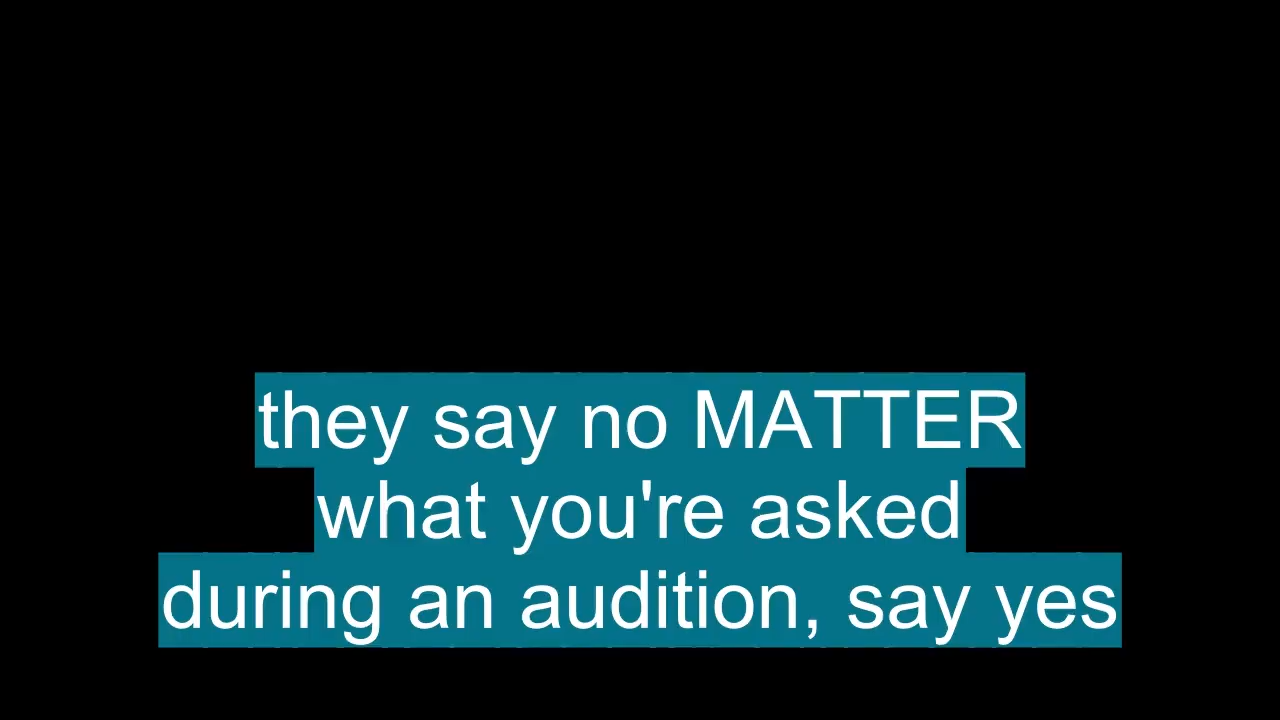 they say no MATTER
what you're asked
during an audition, say yes